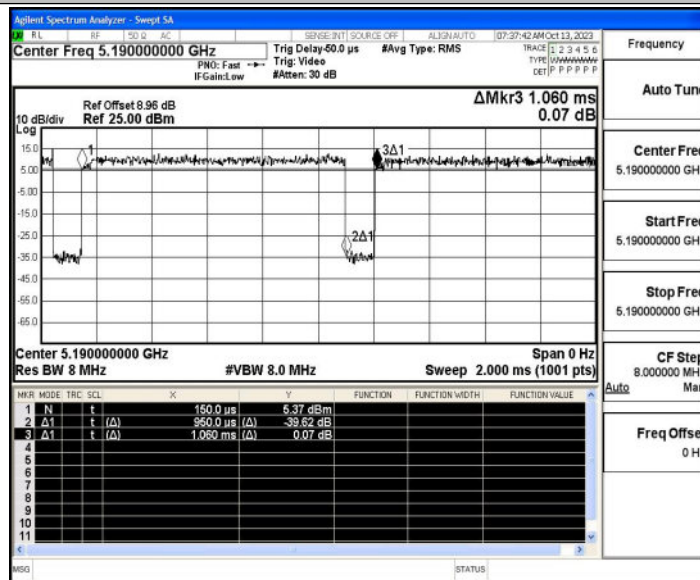 Agilent Spectrum Analyzer - Swept SA
RL RF 50 Ω AC SENSE:INT SOURCE OFF ALIGN AUTO 07:37:42 AM Oct 13, 2023
Center Freq 5.190000000 GHz Trig Delay-50.0 µs #Avg Type: RMS TRACE 1 2 3 4 5 6 Frequency
PNO: Fast Trig: Video TYPE WWWWWW
IFGain:Low #Atten: 30 dB DET P P P P P P
Auto Tune
Ref Offset 8.96 dB ΔMkr3 1.060 ms
10 dB/div Ref 25.00 dBm 0.07 dB
Log
15.0 1 3Δ1 Center Freq
5.00 5.190000000 GH
-5.00
-15.0 Start Freq
-25.0 2Δ1 5.190000000 GH
-35.0
-45.0 Stop Freq
-55.0 5.190000000 GH
-65.0
Center 5.190000000 GHz Span 0 Hz CF Step
Res BW 8 MHz #VBW 8.0 MHz Sweep 2.000 ms (1001 pts) 8.000000 MH
Auto Mar
MKR MODE TRC SCL X Y FUNCTION FUNCTION WIDTH FUNCTION VALUE
1 N t 150.0 µs 5.37 dBm
2 Δ1 t (Δ) 950.0 µs (Δ) -39.62 dB
3 Δ1 t (Δ) 1.060 ms (Δ) 0.07 dB
Freq Offse
0 H
4
5
6
7
8
9
10
11
MSG STATUS